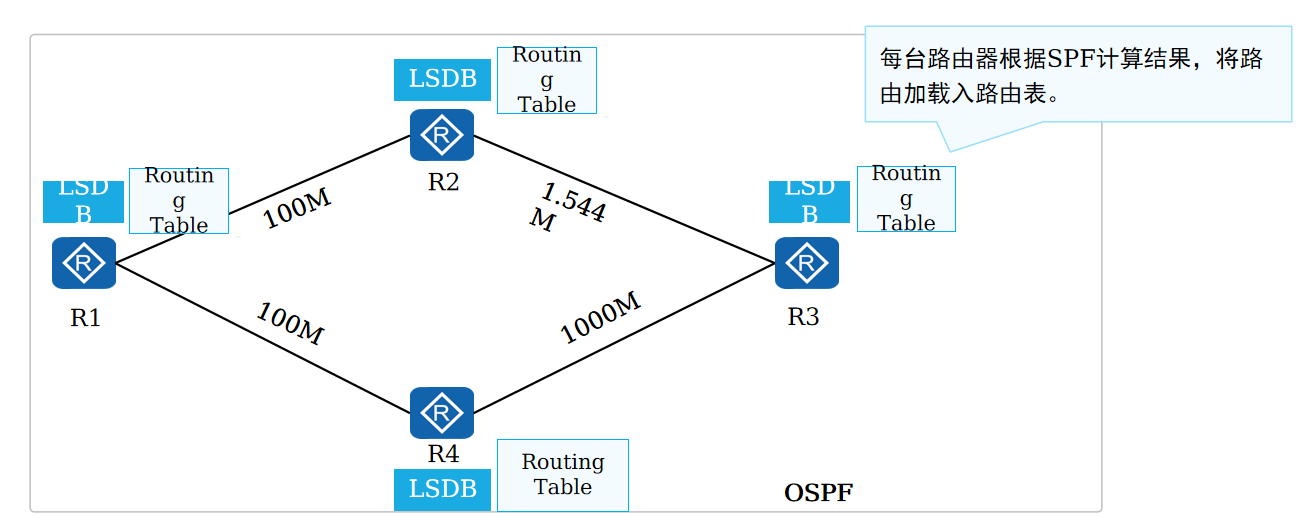 每台路由器根据SPF计算结果，将路
由加载入路由表。
LSDB
Routin
g
Table
R
R2
LSD
B
Routin
g
Table
R
R1
100M
1.544
M
LSD
B
Routin
g
Table
R
R3
100M
1000M
R
R4
LSDB
Routing
Table
OSPF